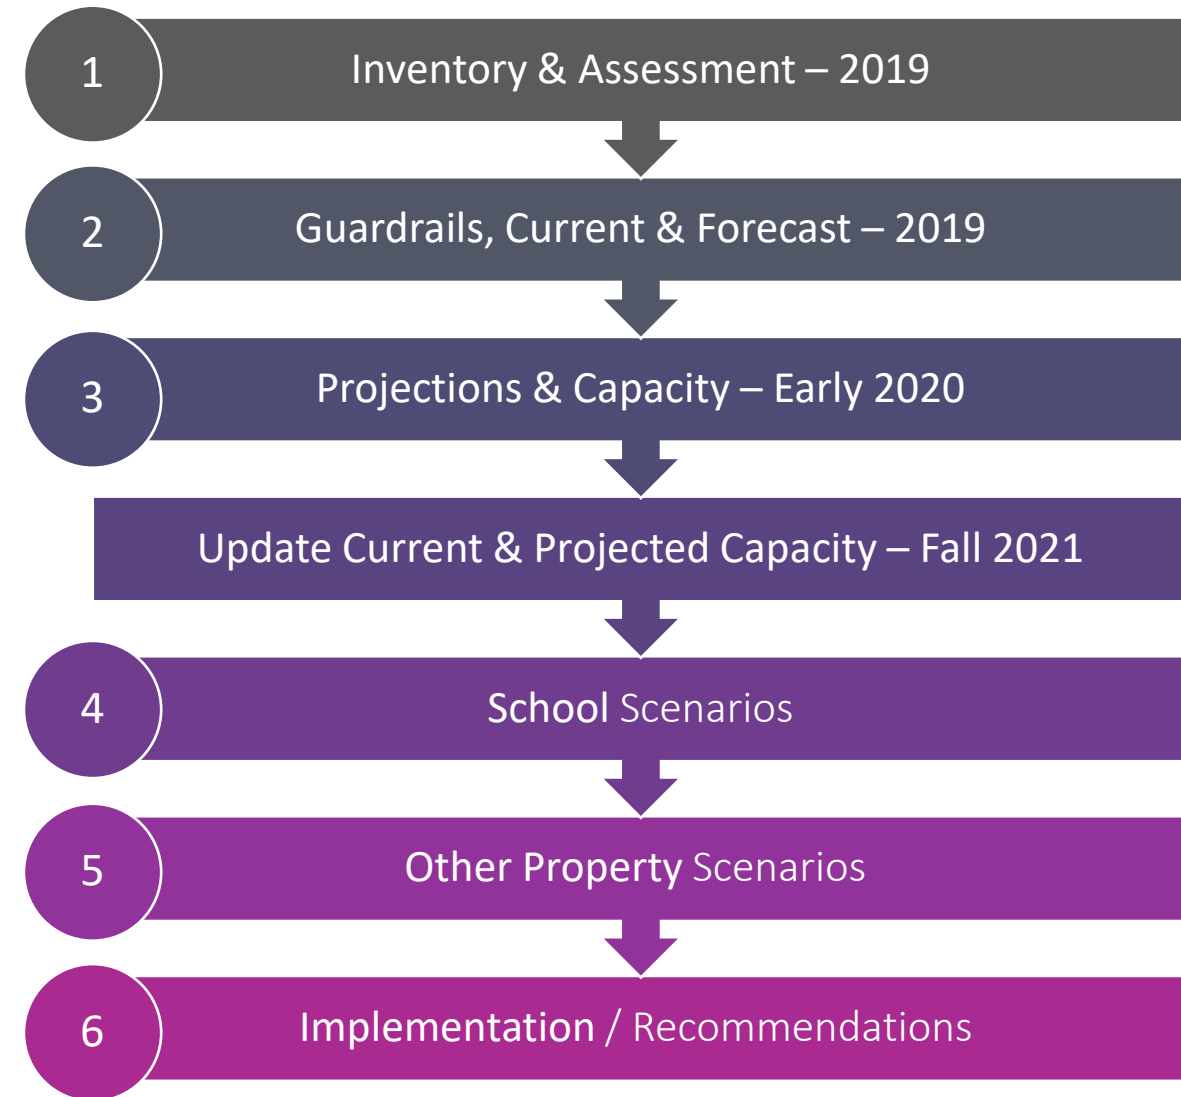 1
Inventory & Assessment – 2019
2
Guardrails, Current & Forecast – 2019
3
Projections & Capacity – Early 2020
Update Current & Projected Capacity – Fall 2021
4
School Scenarios
5
Other Property Scenarios
6
Implementation / Recommendations